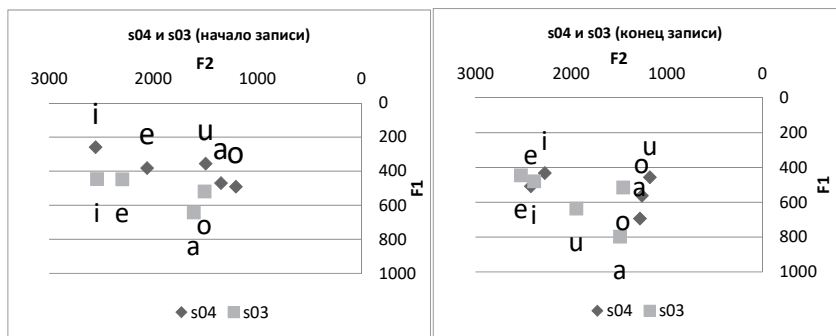 s04 и s03 (начало записи)
F2
3000 2000 1000 0
0
200
400
600
800
1000
F1
i e u a o
i e o a
s04 s03
s04 и s03 (конец записи)
F2
3000 2000 1000 0
0
200
400
600
800
1000
F1
e i o u a
e i u o a
s04 s03